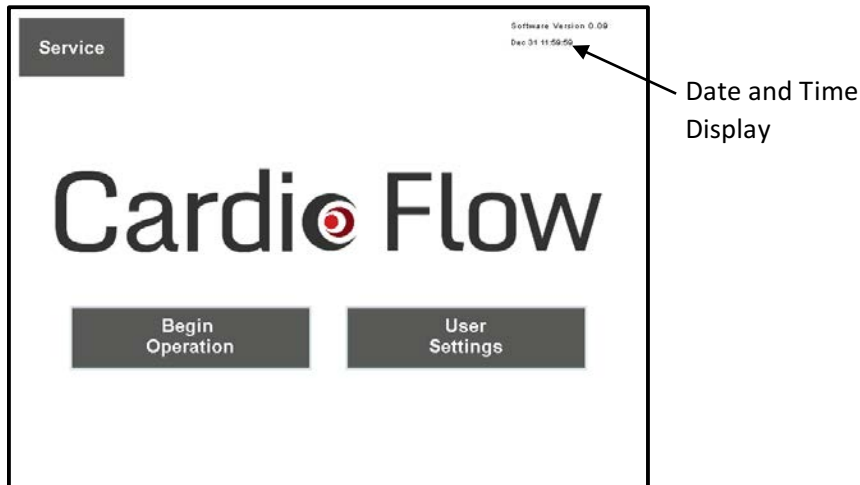 Service
Software Version 0.09
Dec 31 11:59:59
Date and Time
Display
Cardio Flow
Begin
Operation
User
Settings